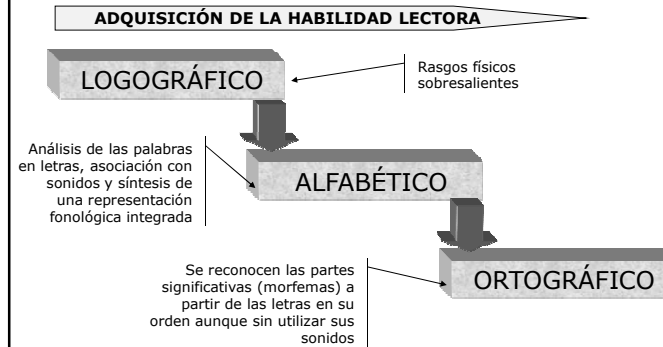 ADQUISICIÓN DE LA HABILIDAD LECTORA
LOGOGRÁFICO
Rasgos físicos
sobresalientes
Análisis de las palabras
en letras, asociación con
sonidos y síntesis de
una representación
fonológica integrada
ALFABÉTICO
Se reconocen las partes
significativas (morfemas) a
partir de las letras en su
orden aunque sin utilizar sus
sonidos
ORTOGRÁFICO